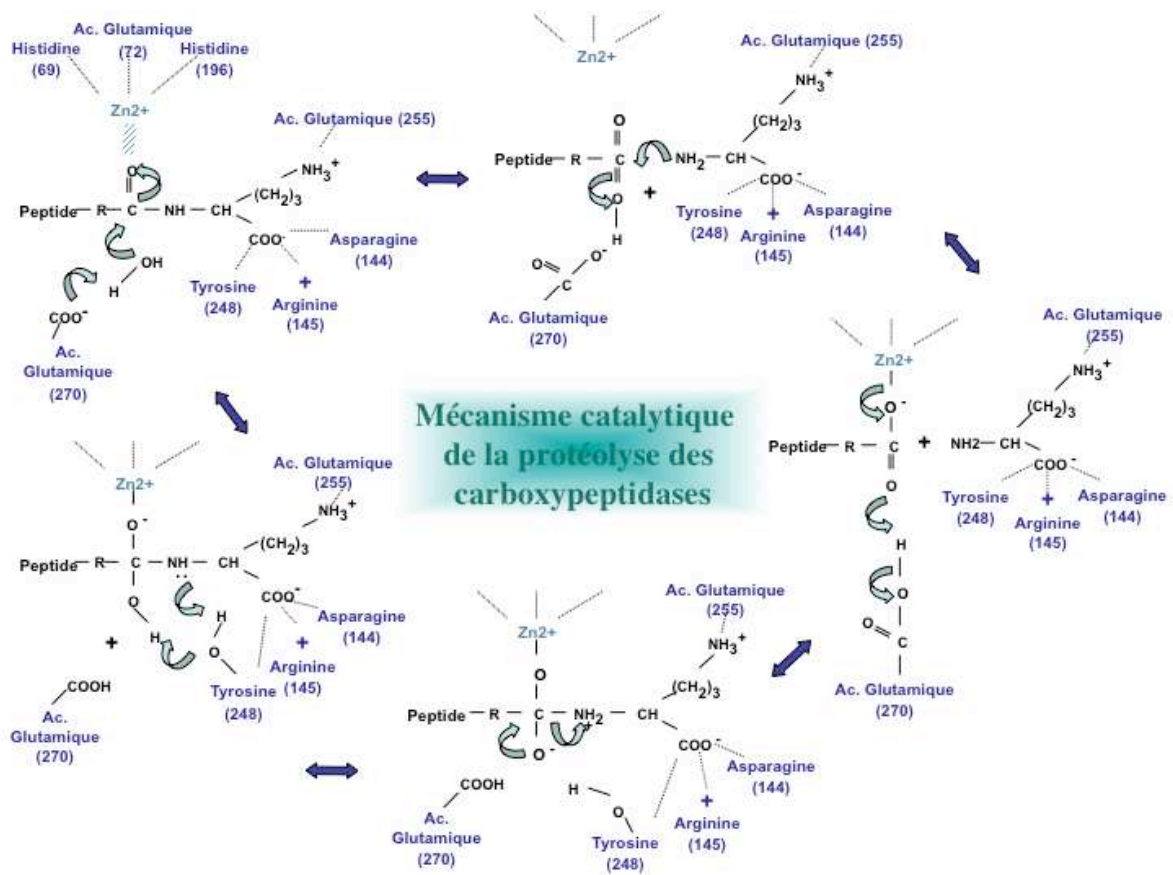 Ac. Glutamique
(72)
Histidine
(69)
Histidine
(196)
Zn2+
Ac. Glutamique (255)
O
NH3+
(CH2)3
Peptide R C NH CH
COO-
Asparagine
(144)
OH
H
Tyrosine
(248)
+
Arginine
(145)
COO-
Ac.
Glutamique
(270)
Zn2+
Ac. Glutamique (255)
NH3+
O
(CH2)3
Peptide R C NH2 CH
O
+
COO-
H
Tyrosine
(248)
+
Arginine
(145)
Asparagine
(144)
O
O-
C
Ac. Glutamique
(270)
Ac. Glutamique
(255)
Zn2+
NH3+
O-
(CH2)3
Peptide R C + NH2 CH
O
COO-
Tyrosine
(248)
+
Arginine
(145)
Asparagine
(144)
H
O
O
C
Ac. Glutamique
(270)
Mécanisme catalytique
de la protéolyse des
carboxypeptidases
Ac. Glutamique
(255)
Zn2+
NH3+
O-
(CH2)3
Peptide R C NH CH
..
COO-
O
H
H
O
Asparagine
(144)
+
+
Arginine
(145)
Tyrosine
(248)
COOH
Ac.
Glutamique
(270)
Ac. Glutamique
(255)
Zn2+
NH3+
O
(CH2)3
Peptide R C NH2 CH
+
O-
COO-
Asparagine
(144)
COOH
H
O
+
Arginine
(145)
Ac.
Glutamique
(270)
Tyrosine
(248)